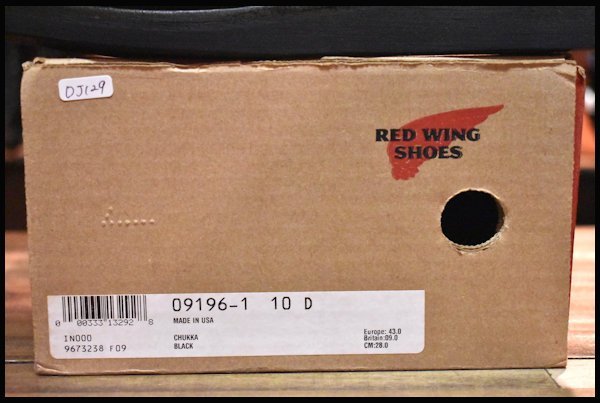 DJ129
RED WING
SHOES
09196-1 10 D
MADE IN USA
0 00333 13292 8
IN000
9673238 F09
CHUKKA
BLACK
Europe: 43.0
Britain:09.0
CM:28.0